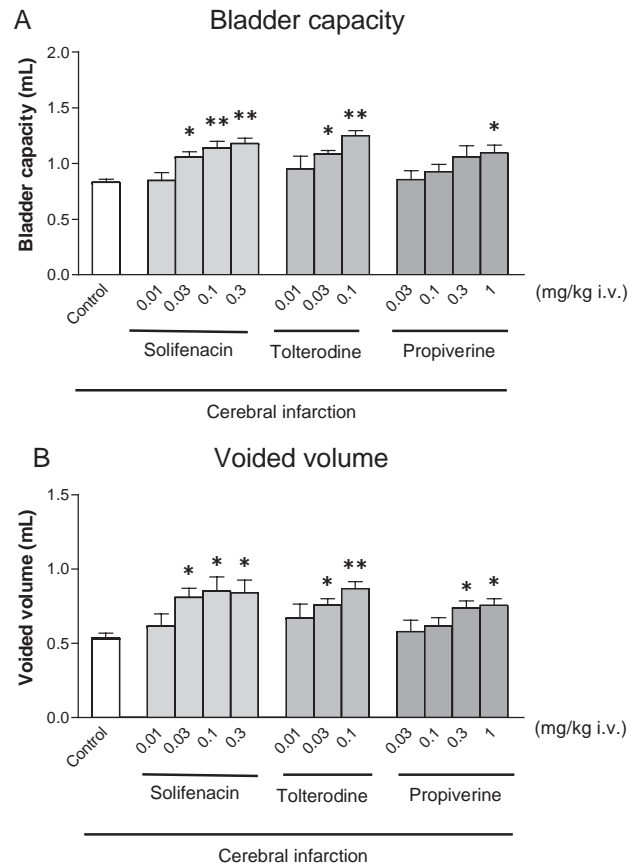 A
Bladder capacity
2.0
1.5
1.0
0.5
0.0
Bladder capacity (mL)
* ** ** * ** *
Control 0.01 0.03 0.1 0.3 0.01 0.03 0.1 0.03 0.1 0.3 1 (mg/kg i.v.)
Solifenacin Tolterodine Propiverine
Cerebral infarction
B
Voided volume
1.5
1.0
0.5
0.0
Voided volume (mL)
* * * * ** * *
Control 0.01 0.03 0.1 0.3 0.01 0.03 0.1 0.03 0.1 0.3 1 (mg/kg i.v.)
Solifenacin Tolterodine Propiverine
Cerebral infarction